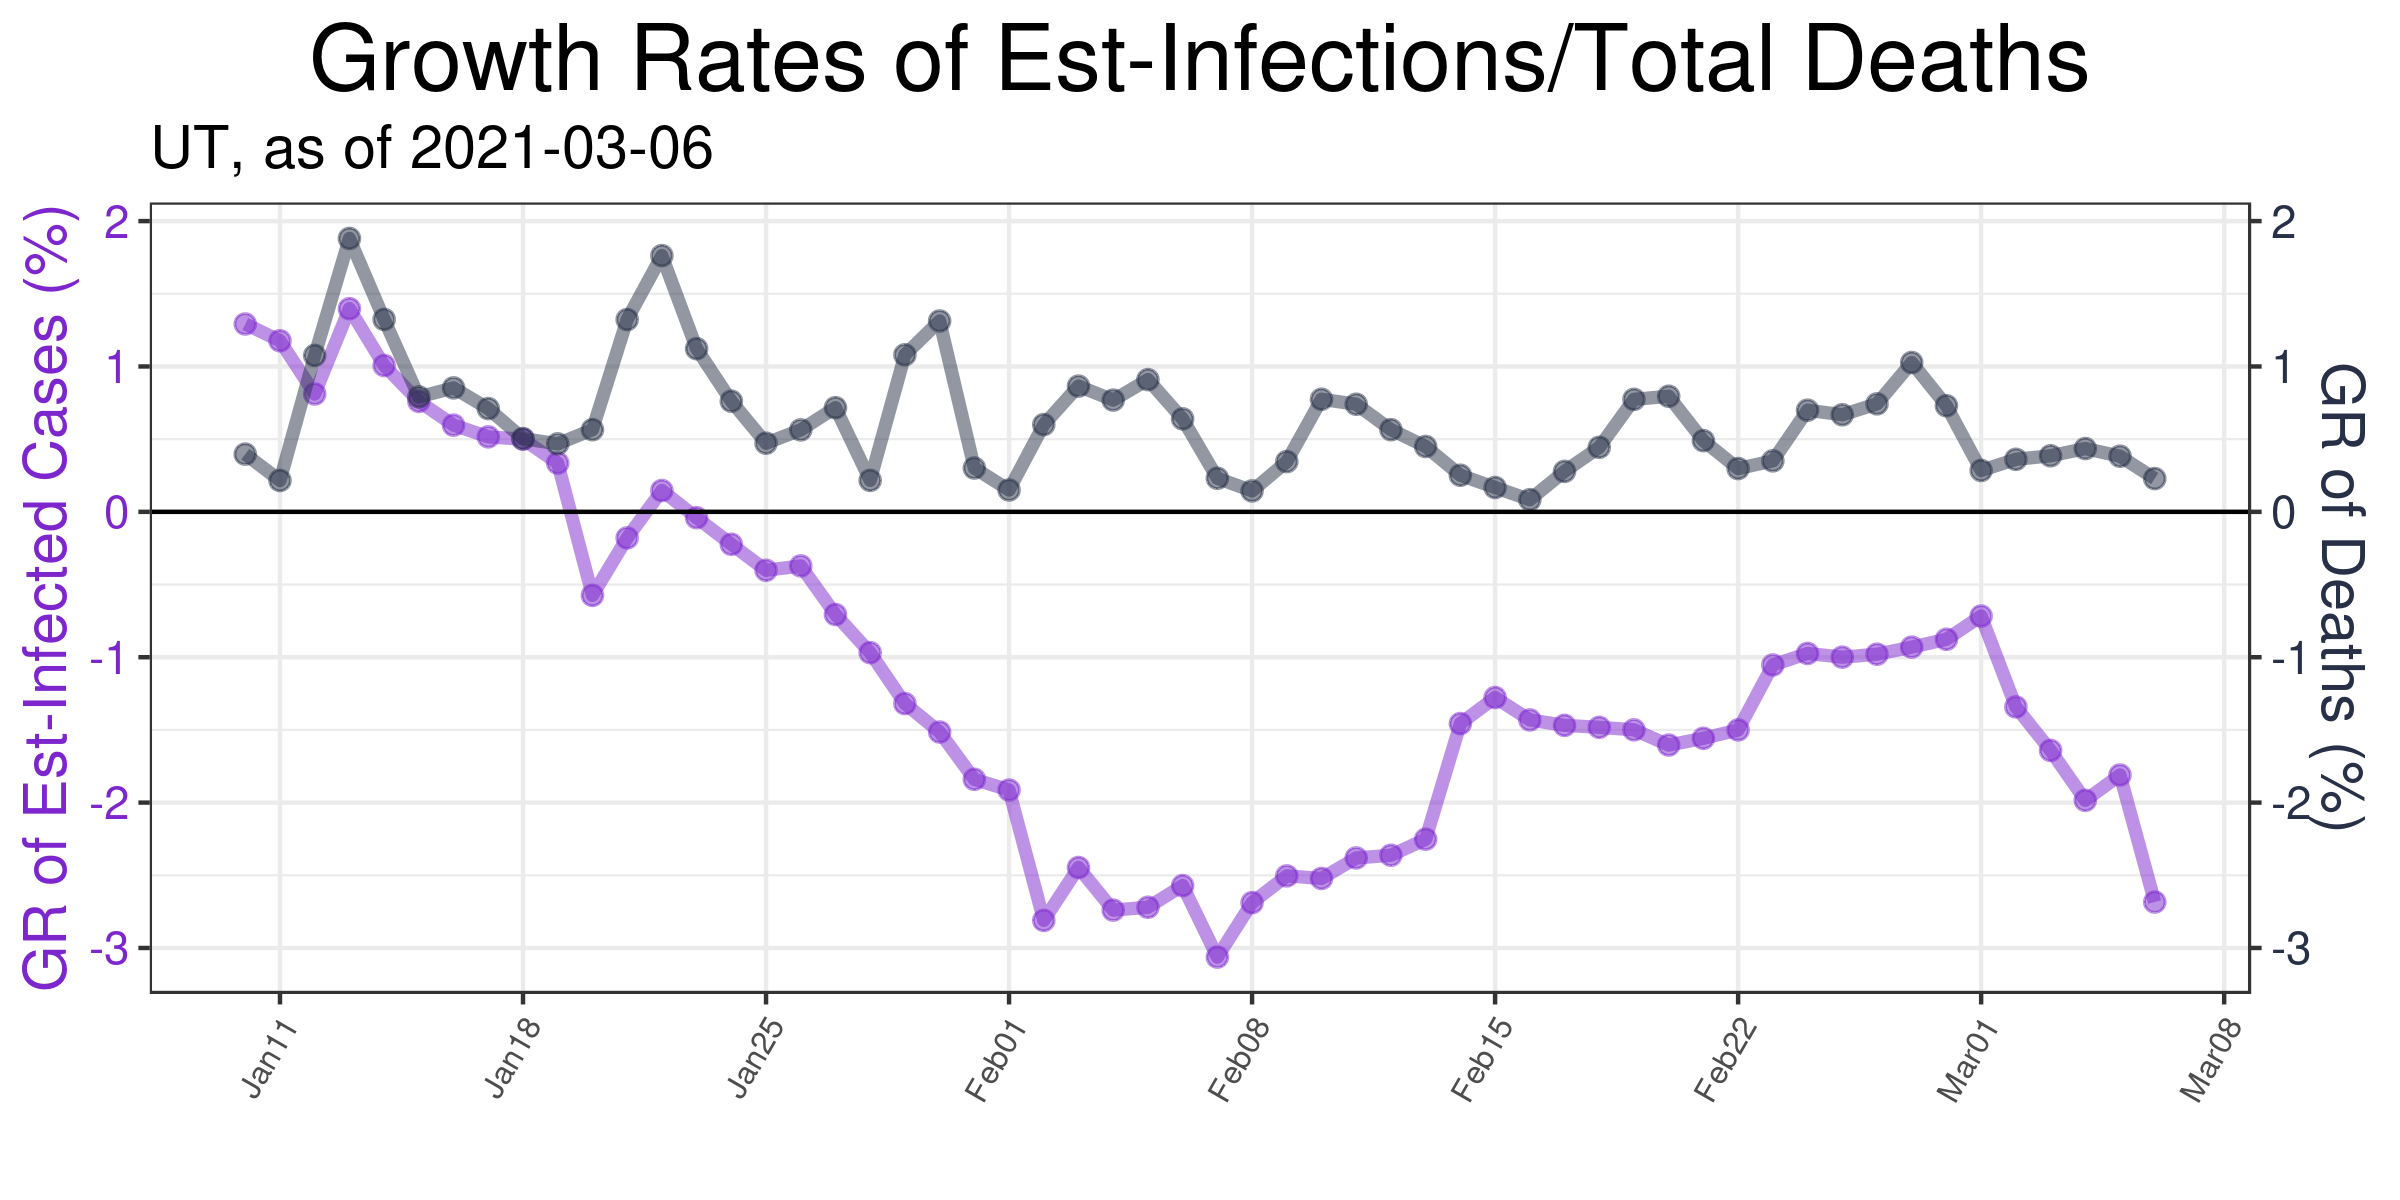 Growth Rates of Est-Infections/Total Deaths
UT, as of 2021-03-06
GR of Est-Infected Cases (%)
2
1
0
-1
-2
-3
2
1
0
-1
-2
-3
GR of Deaths (%)
Jan11
Jan18
Jan25
Feb01
Feb08
Feb15
Feb22
Mar01
Mar08